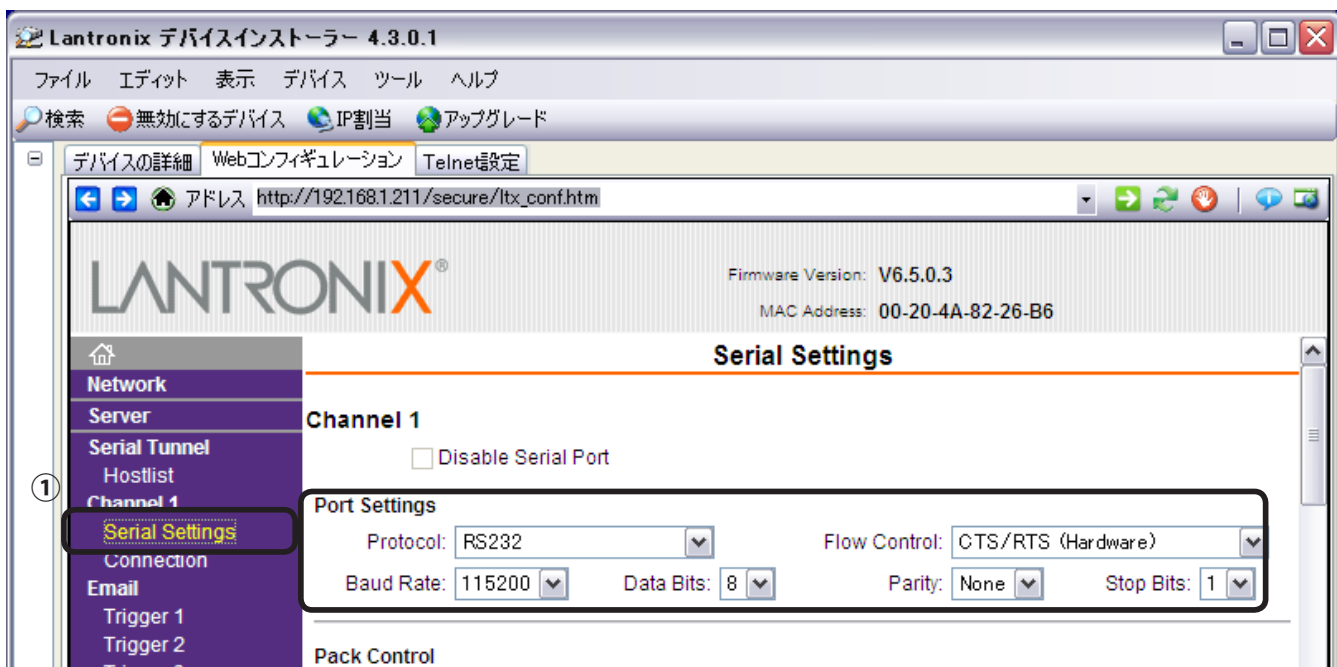 Lantronix デバイスインストーラー 4.3.0.1
ファイル エディット 表示 デバイス ツール ヘルプ
検索 無効にするデバイス IP割当 アップグレード
デバイスの詳細 Webコンフィギュレーション Telnet設定
アドレス http://192.168.1.211/secure/ltx_conf.htm
LANTRONIX®
Firmware Version: V6.5.0.3
MAC Address: 00-20-4A-82-26-B6
Network
Server
Serial Tunnel
Hostlist
①
Channel 1
Serial Settings
Connection
Email
Trigger 1
Trigger 2
Serial Settings
Channel 1
Disable Serial Port
Port Settings
Protocol: RS232 Flow Control: CTS/RTS (Hardware)
Baud Rate: 115200 Data Bits: 8 Parity: None Stop Bits: 1
Pack Control